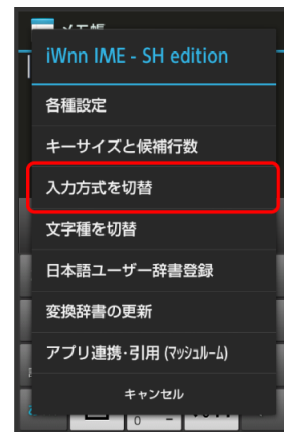 iWnn IME - SH edition
各種設定
キーサイズと候補行数
入力方式を切替
文字種を切替
日本語ユーザー辞書登録
変換辞書の更新
アプリ連携･引用 (ﾏｯｼｭﾙｰﾑ)
キャンセル